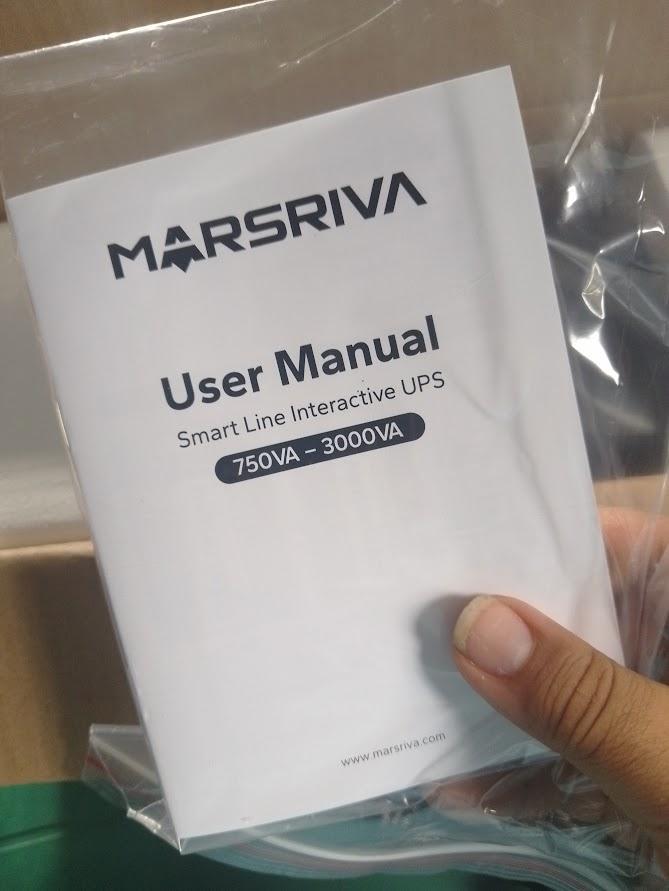 MARSRIVA
User Manual
Smart Line Interactive UPS
750VA – 3000VA
www.marsriva.com